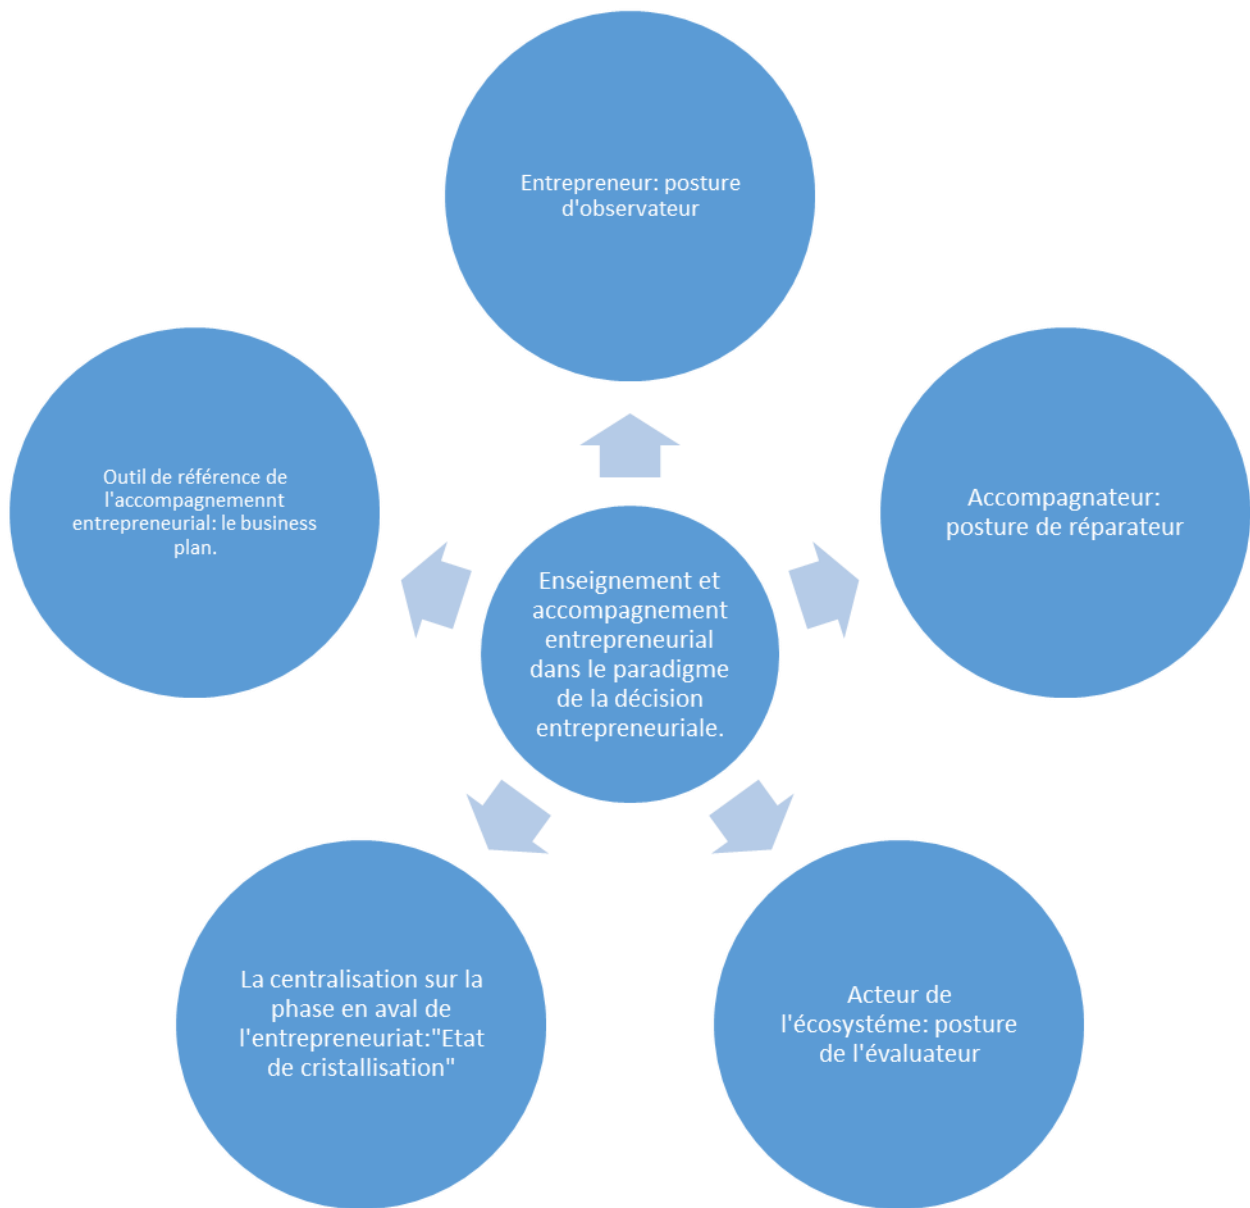 Entrepreneur: posture
d'observateur
Outil de référence de
l'accompagnemennt
entrepreneurial: le business
plan.
Accompagnateur:
posture de réparateur
Enseignement et
accompagnement
entrepreneurial
dans le paradigme
de la décision
entrepreneuriale.
La centralisation sur la
phase en aval de
l'entrepreneuriat:"Etat
de cristallisation"
Acteur de
l'écosystéme: posture
de l'évaluateur